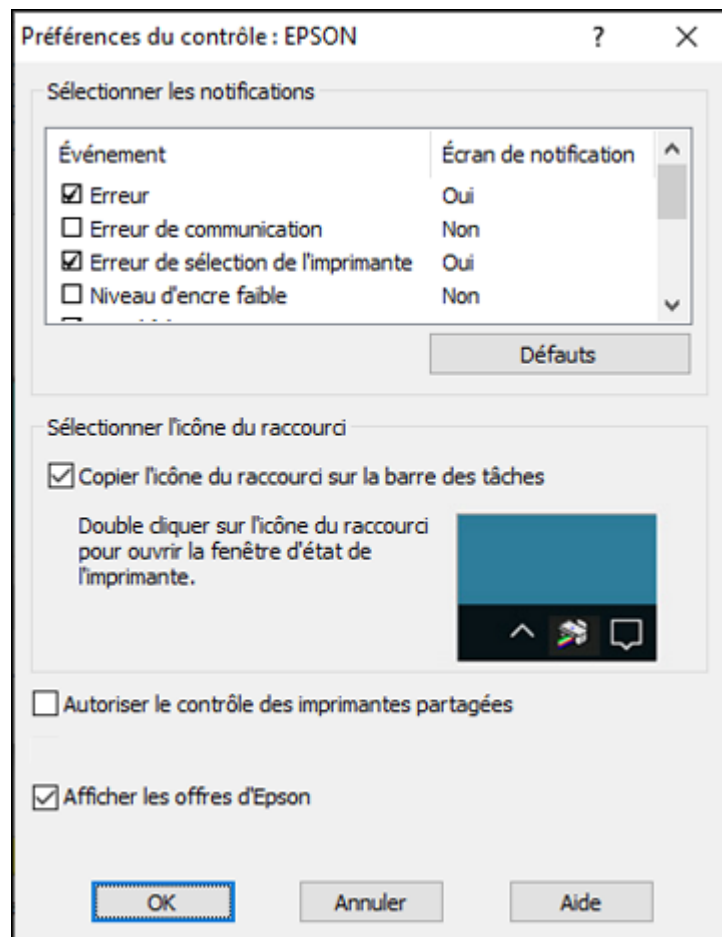 Préférences du contrôle : EPSON ?
Sélectionner les notifications
Événement Écran de notification
Erreur Oui
Erreur de communication Non
Erreur de sélection de l'imprimante Oui
Niveau d'encre faible Non
Défauts
Sélectionner l'icône du raccourci
Copier l'icône du raccourci sur la barre des tâches
Double cliquer sur l'icône du raccourci
pour ouvrir la fenêtre d'état de
l'imprimante.
Autoriser le contrôle des imprimantes partagées
Afficher les offres d'Epson
OK Annuler Aide